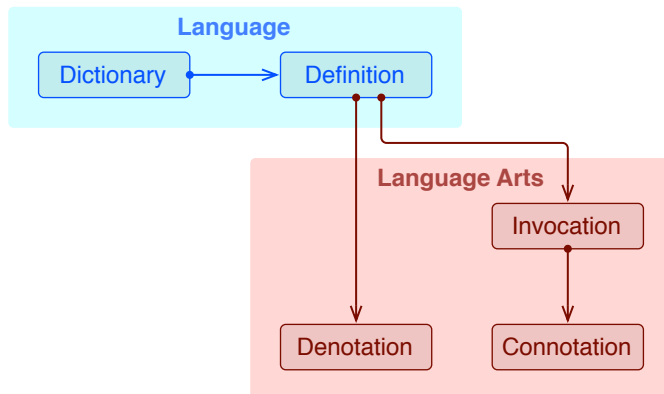 Language
Dictionary
Definition
Language Arts
Invocation
Denotation
Connotation